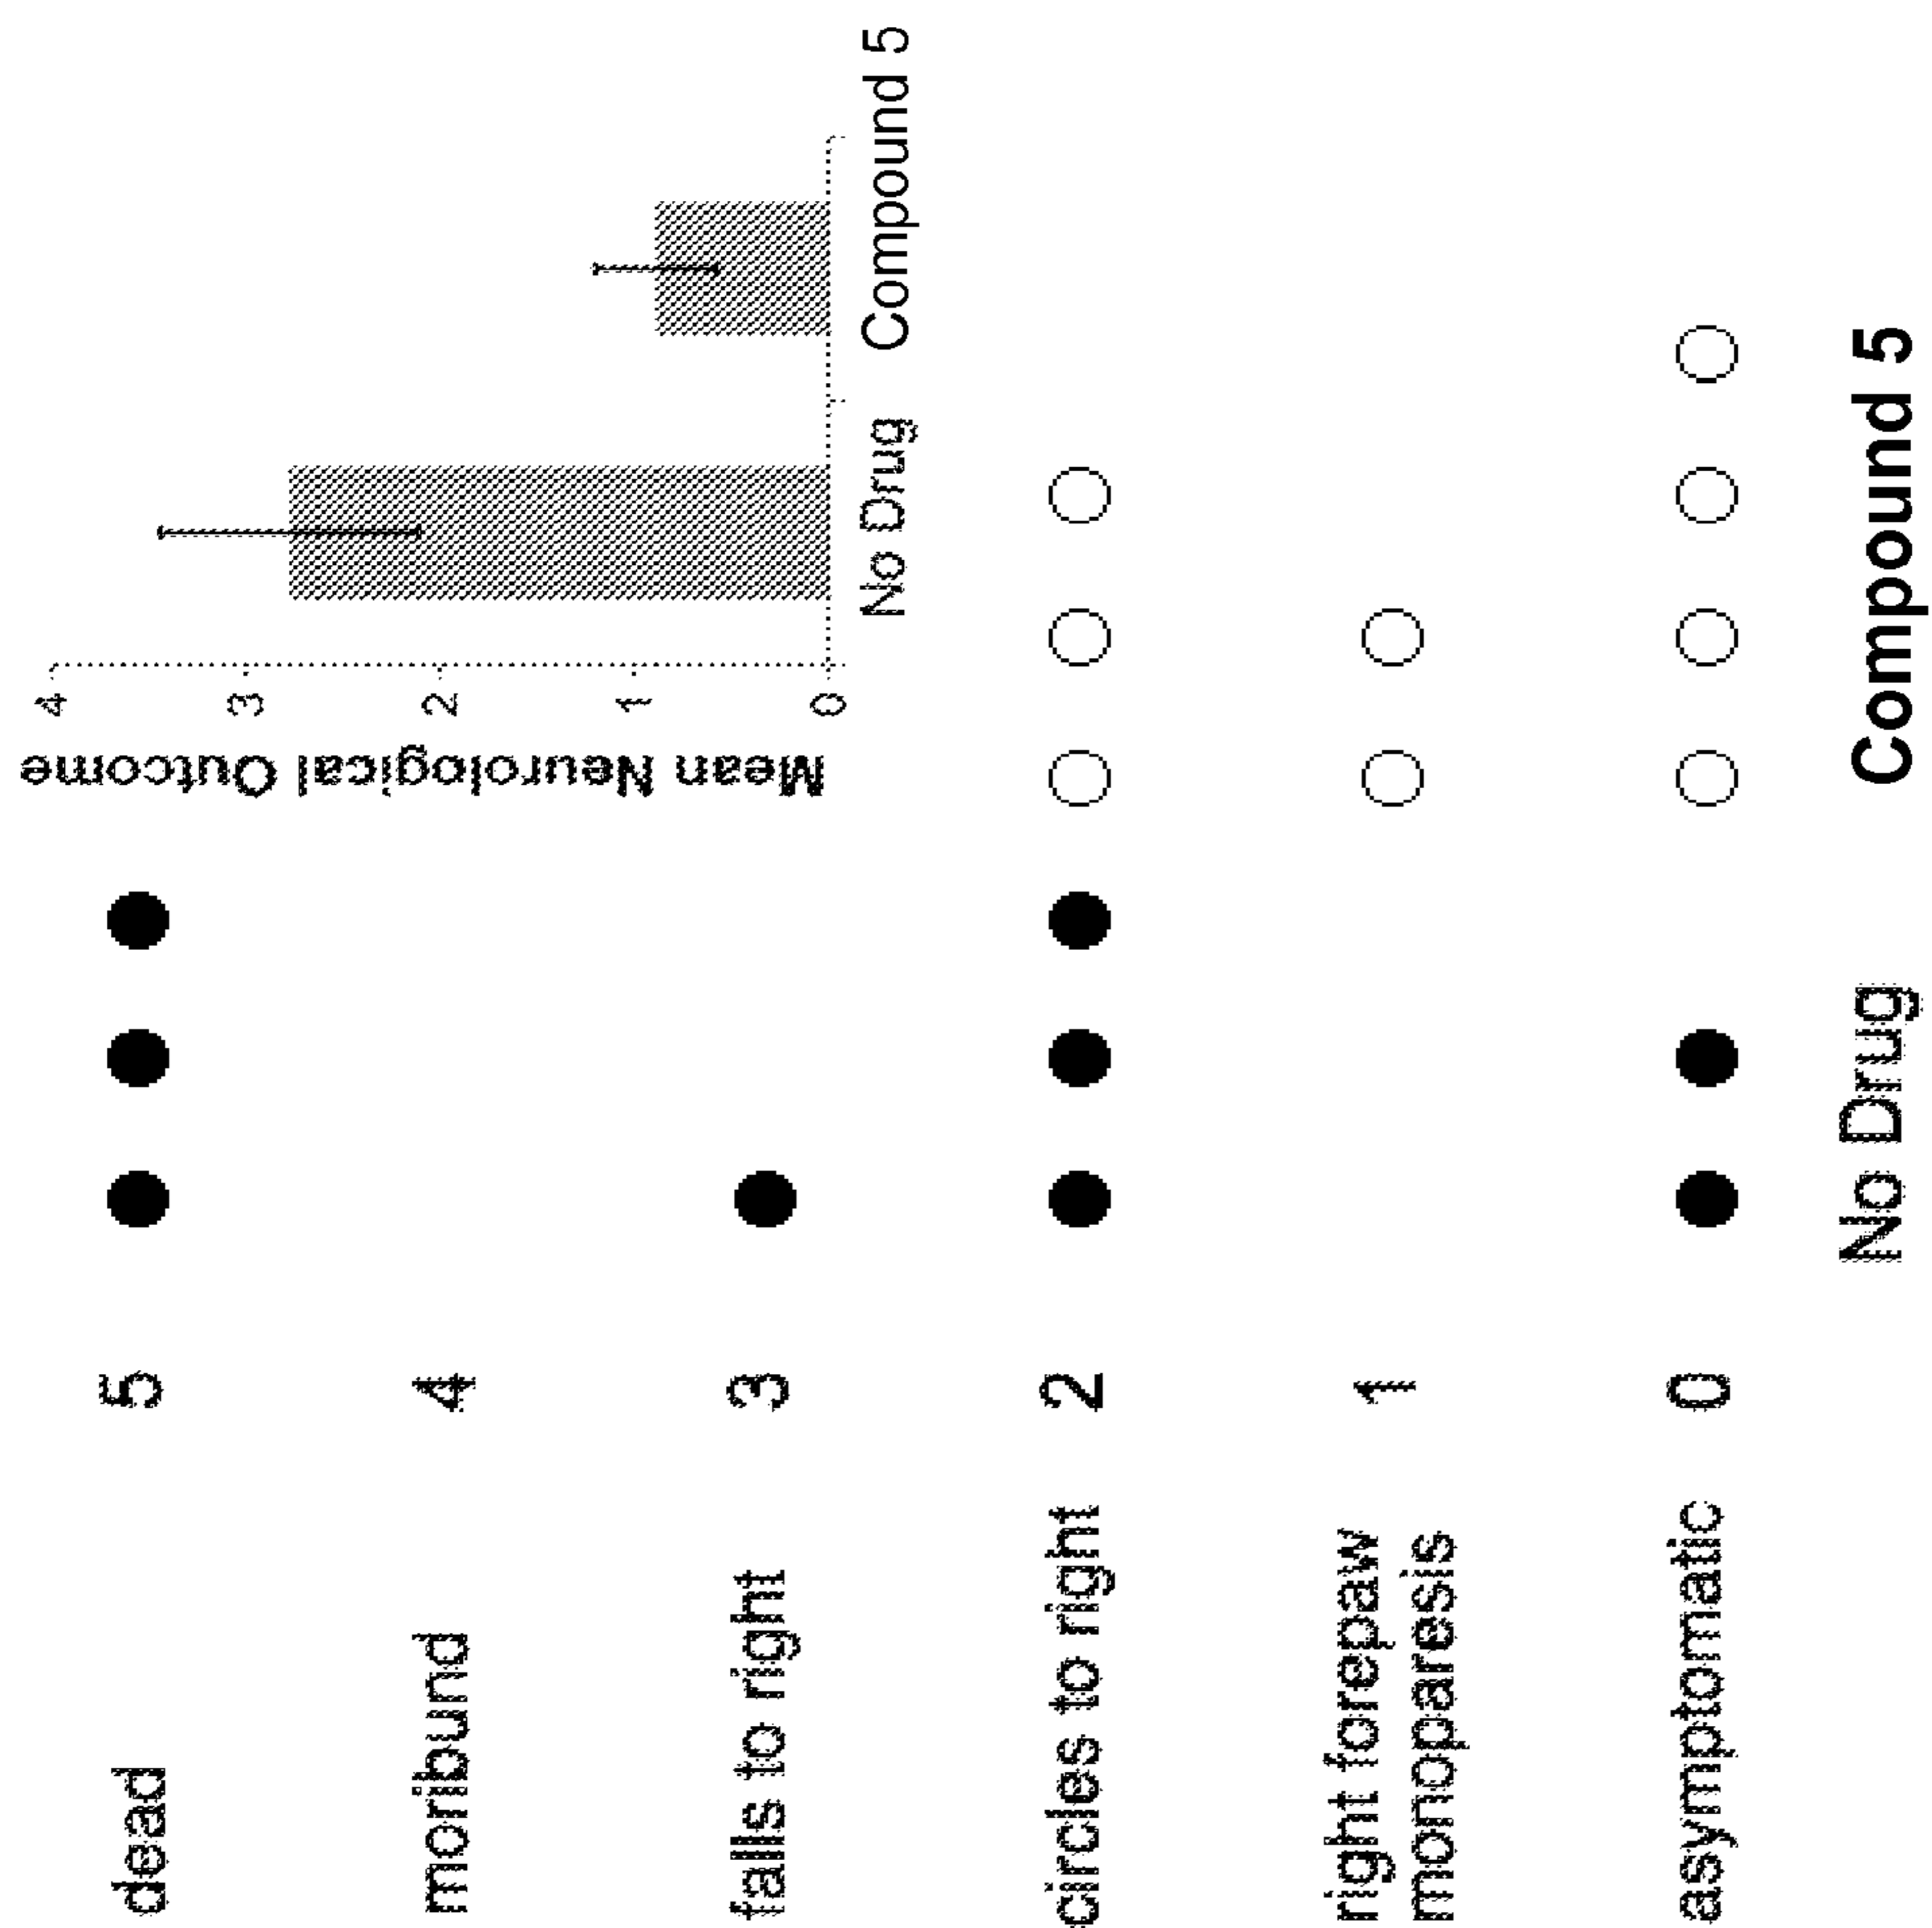 dead 5
moribund 4
falls to right 3
circles to right 2
right forepaw
monoparesis 1
asymptomatic 0
No Drug Compound 5
Mean Neurological Outcome
4
3
2
1
0
No Drug Compound 5